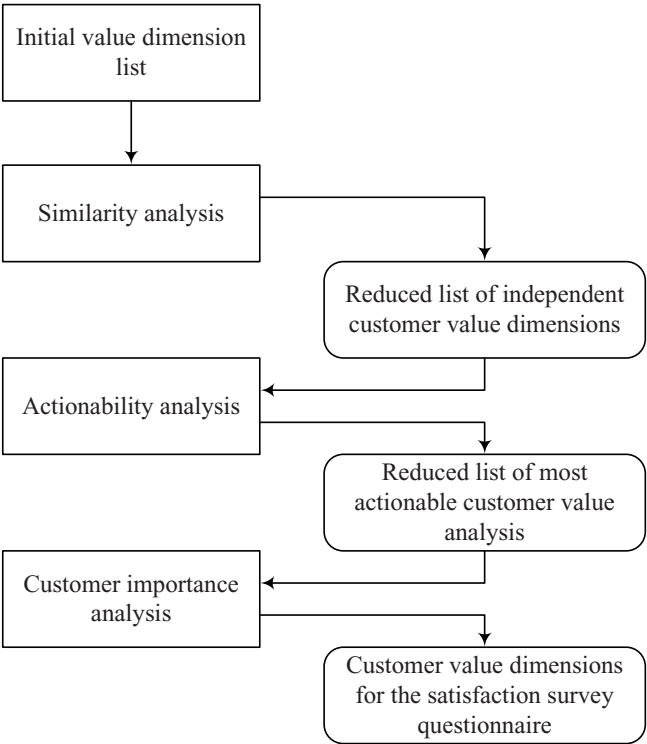 Initial value dimension
list
Similarity analysis
Reduced list of independent
customer value dimensions
Actionability analysis
Reduced list of most
actionable customer value
analysis
Customer importance
analysis
Customer value dimensions
for the satisfaction survey
questionnaire